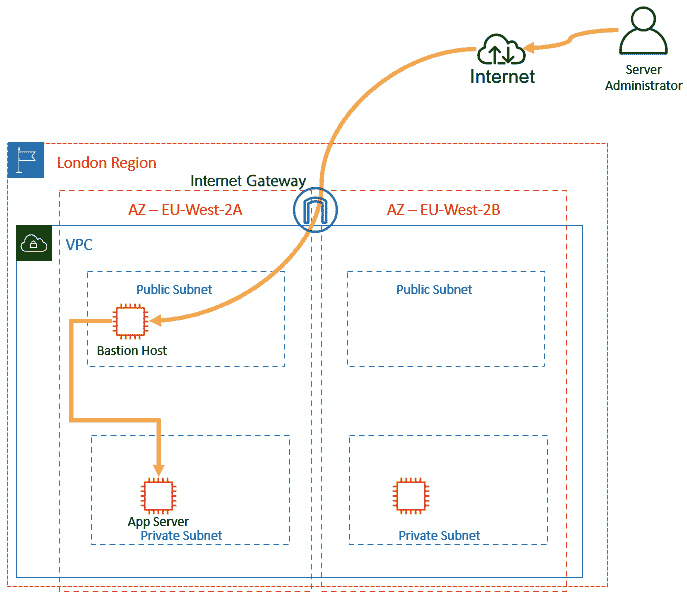 Internet
Server
Administrator
London Region
Internet Gateway
AZ – EU-West-2A
AZ – EU-West-2B
VPC
Public Subnet
Public Subnet
Bastion Host
App Server
Private Subnet
Private Subnet